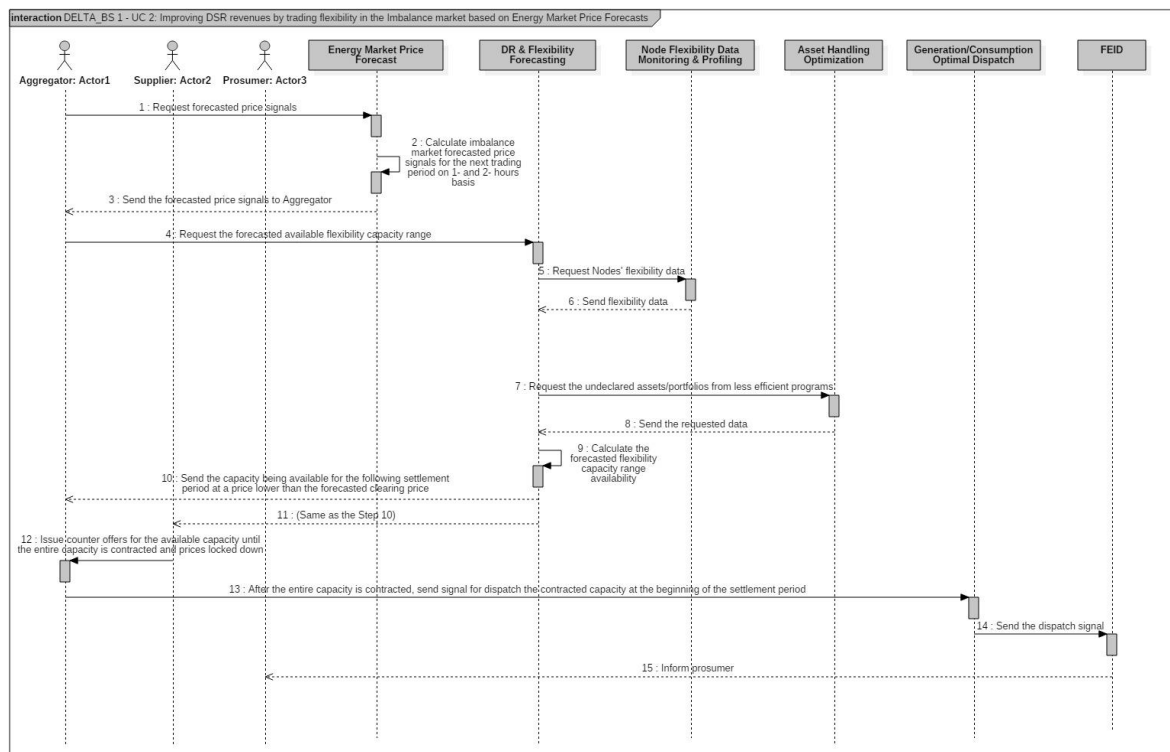 interaction DELTA_BS 1 - UC 2: Improving DSR revenues by trading flexibility in the Imbalance market based on Energy Market Price Forecasts
Aggregator: Actor1
Supplier: Actor2
Prosumer: Actor3
Energy Market Price
Forecast
DR & Flexibility
Forecasting
Node Flexibility Data
Monitoring & Profiling
Asset Handling
Optimization
Generation/Consumption
Optimal Dispatch
FEID
1 : Request forecasted price signals
2 : Calculate imbalance
market forecasted price
signals for the next trading
period on 1- and 2- hours
basis
3 : Send the forecasted price signals to Aggregator
4 : Request the forecasted available flexibility capacity range
5 : Request Nodes' flexibility data
6 : Send flexibility data
7 : Request the undeclared assets/portfolios from less efficient programs
8 : Send the requested data
9 : Calculate the
forecasted flexibility
capacity range
availability
10 : Send the capacity being available for the following settlement
period at a price lower than the forecasted clearing price
11 : (Same as the Step 10)
12 : Issue counter offers for the available capacity until
the entire capacity is contracted and prices locked down
13 : After the entire capacity is contracted, send signal for dispatch the contracted capacity at the beginning of the settlement period
14 : Send the dispatch signal
15 : Inform prosumer